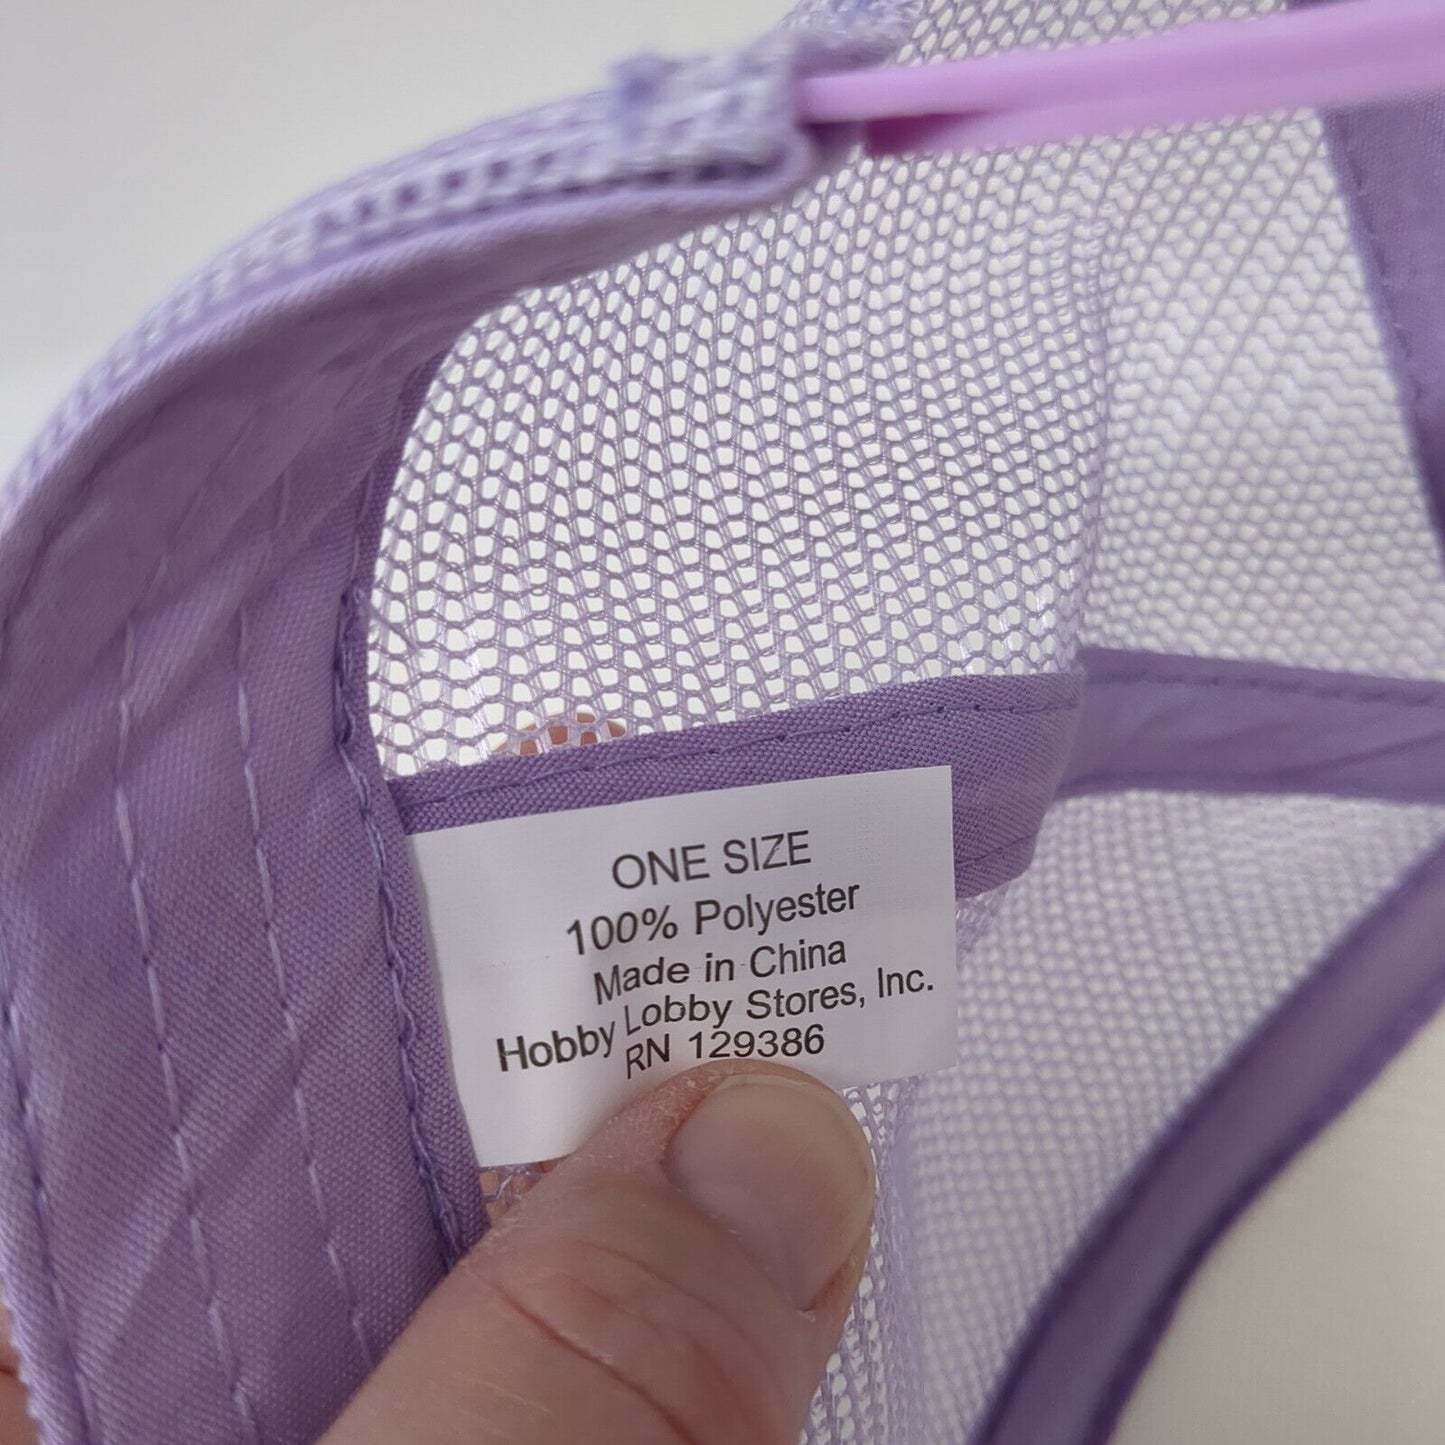 ONE SIZE
100% Polyester
Made in China
Hobby Lobby Stores, Inc.
RN 129386